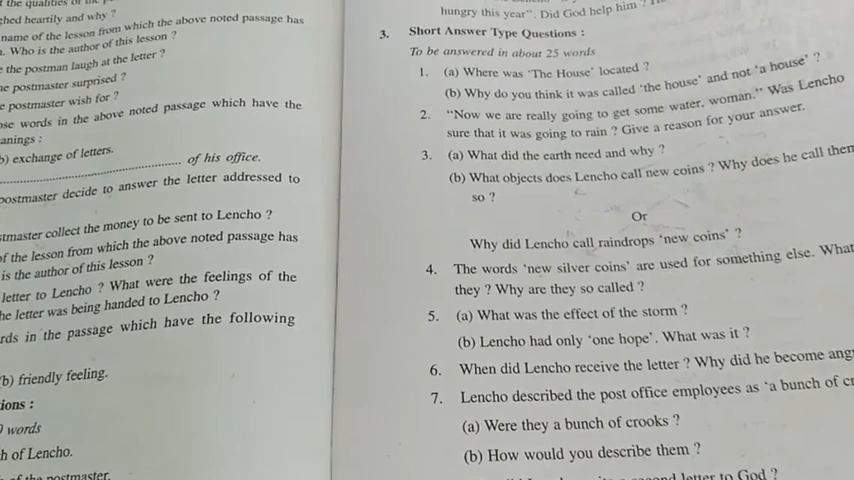 the qualities of
hed heartily and why ?
name of the lesson from which the above noted passage has
. Who is the author of this lesson ?
the postman laugh at the letter ?
e postmaster surprised ?
e postmaster wish for ?
ose words in the above noted passage which have the
anings :
b) exchange of letters.
of his office.
postmaster decide to answer the letter addressed to
stmaster collect the money to be sent to Lencho ?
of the lesson from which the above noted passage has
is the author of this lesson ?
letter to Lencho ? What were the feelings of the
he letter was being handed to Lencho ?
rds in the passage which have the following
(b) friendly feeling.
ions :
words
h of Lencho.
of the postmaster.
hungry this year”. Did God help him ?
3. Short Answer Type Questions :
To be answered in about 25 words
1. (a) Where was ‘The House’ located ?
(b) Why do you think it was called ‘the house’ and not ‘a house’ ?
2. “Now we are really going to get some water, woman.” Was Lencho
sure that it was going to rain ? Give a reason for your answer.
3. (a) What did the earth need and why ?
(b) What objects does Lencho call new coins ? Why does he call them
so ?
Or
Why did Lencho call raindrops ‘new coins’ ?
4. The words ‘new silver coins’ are used for something else. What
they ? Why are they so called ?
5. (a) What was the effect of the storm ?
(b) Lencho had only ‘one hope’. What was it ?
6. When did Lencho receive the letter ? Why did he become ang
7. Lencho described the post office employees as ‘a bunch of cr
(a) Were they a bunch of crooks ?
(b) How would you describe them ?
second letter to God ?